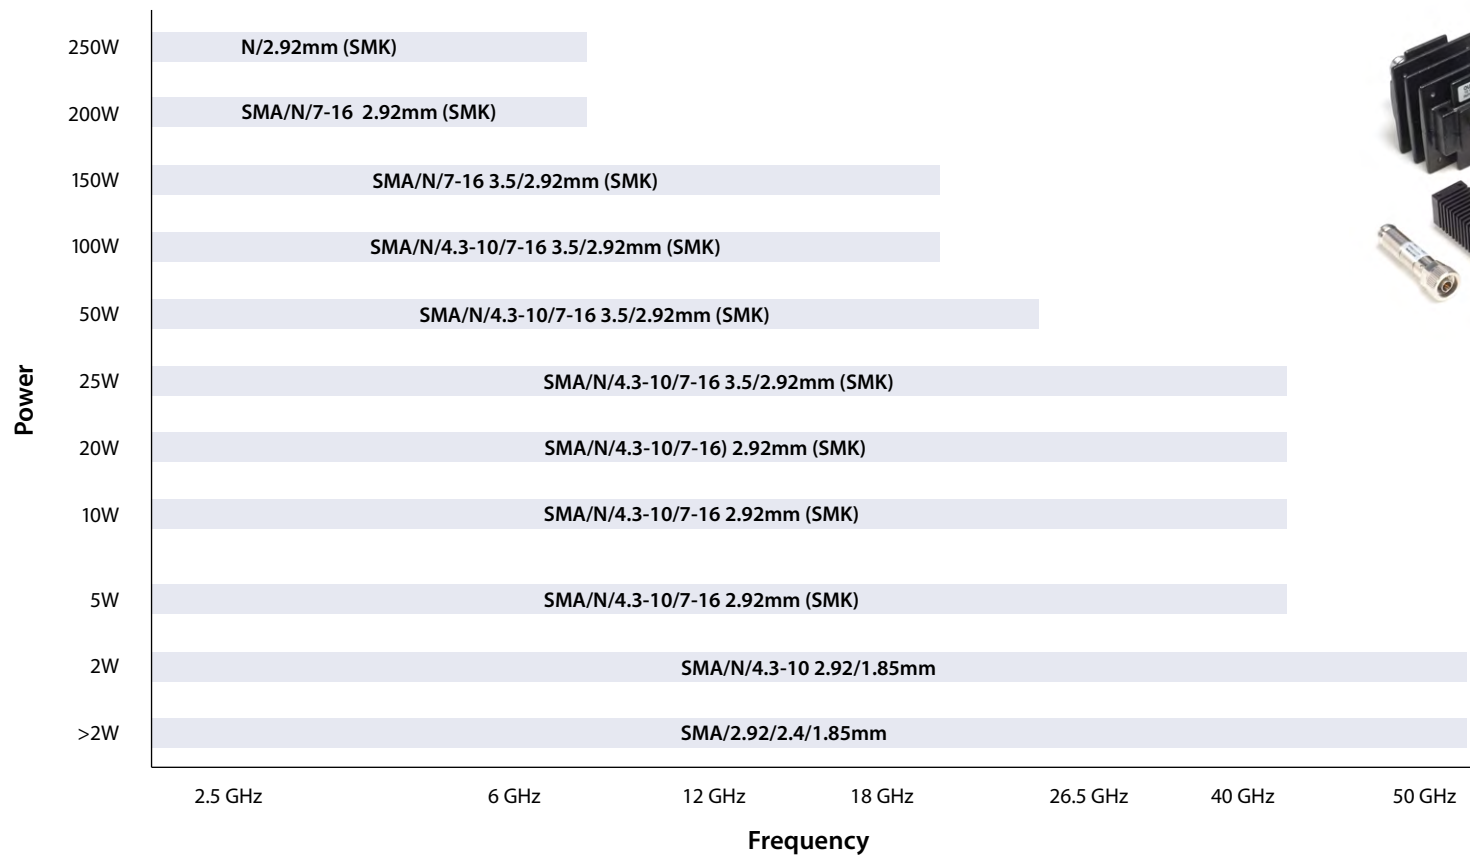 250W N/2.92mm (SMK)
200W SMA/N/7-16 2.92mm (SMK)
150W SMA/N/7-16 3.5/2.92mm (SMK)
100W SMA/N/4.3-10/7-16 3.5/2.92mm (SMK)
50W SMA/N/4.3-10/7-16 3.5/2.92mm (SMK)
25W SMA/N/4.3-10/7-16 3.5/2.92mm (SMK)
Power
20W SMA/N/4.3-10/7-16) 2.92mm (SMK)
10W SMA/N/4.3-10/7-16 2.92mm (SMK)
5W SMA/N/4.3-10/7-16 2.92mm (SMK)
2W SMA/N/4.3-10 2.92/1.85mm
>2W SMA/2.92/2.4/1.85mm
2.5 GHz 6 GHz 12 GHz 18 GHz 26.5 GHz 40 GHz 50 GHz
Frequency